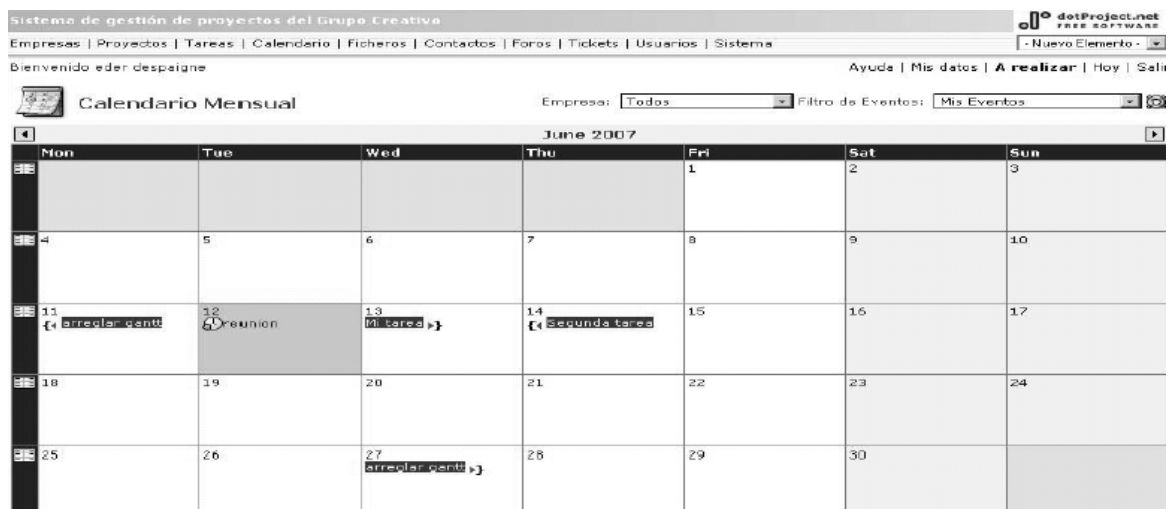 Sistema de gestión de proyectos del Grupo Creativo
dotProject.net
FREE SOFTWARE
Empresas | Proyectos | Tareas | Calendario | Ficheros | Contactos | Foros | Tickets | Usuarios | Sistema
- Nuevo Elemento -
Bienvenido eder despaigne
Ayuda | Mis datos | A realizar | Hoy | Salir
Calendario Mensual
Empresa: Todos
Filtro de Eventos: Mis Eventos
June 2007
Mon Tue Wed Thu Fri Sat Sun
1 2 3
4 5 6 7 8 9 10
11 12 13 14 15 16 17
arreglar gantt reunion Mi tarea Segunda tarea
18 19 20 21 22 23 24
25 26 27 28 29 30
arreglar gantt